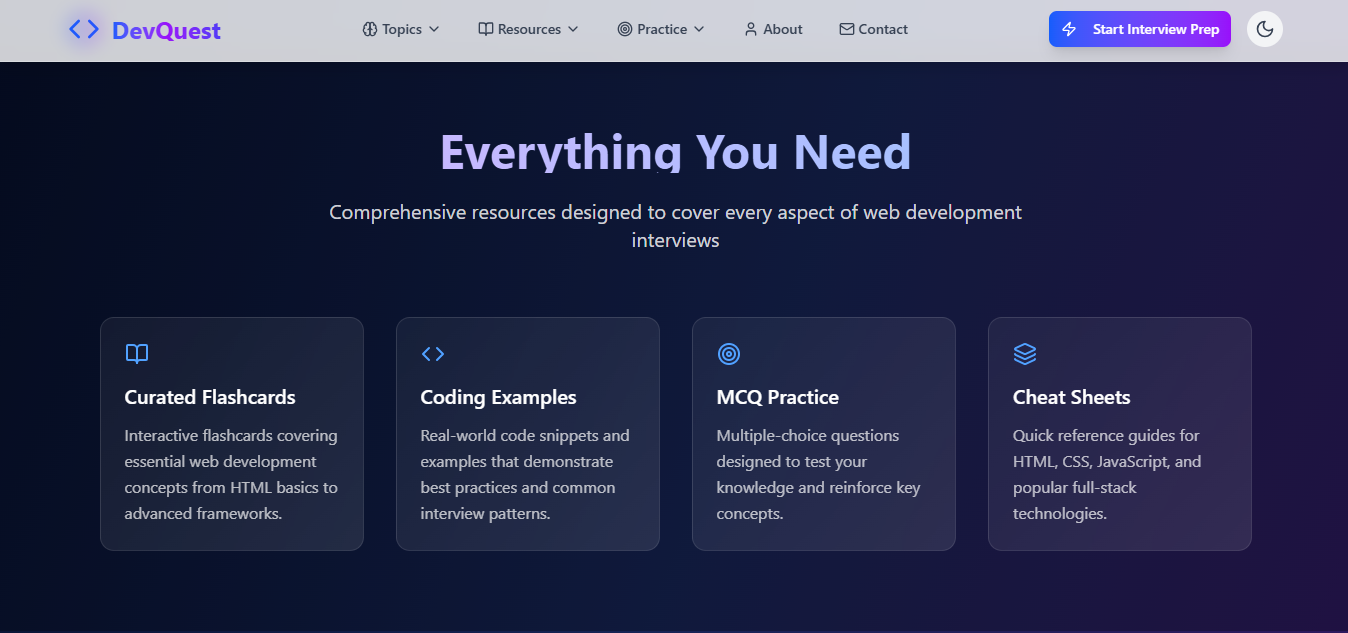 DevQuest
Topics
Resources
Practice
About
Contact
Start Interview Prep
Everything You Need
Comprehensive resources designed to cover every aspect of web development
interviews
Curated Flashcards
Interactive flashcards covering
essential web development
concepts from HTML basics to
advanced frameworks.
Coding Examples
Real-world code snippets and
examples that demonstrate
best practices and common
interview patterns.
MCQ Practice
Multiple-choice questions
designed to test your
knowledge and reinforce key
concepts.
Cheat Sheets
Quick reference guides for
HTML, CSS, JavaScript, and
popular full-stack
technologies.